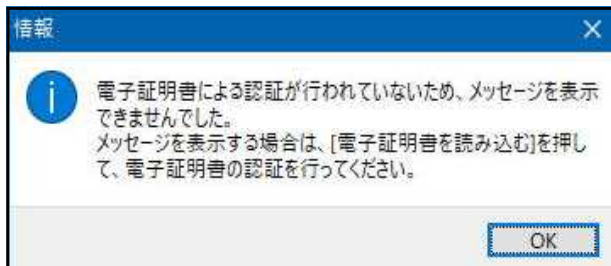 情報
電子証明書による認証が行われていないため、メッセージを表示
できませんでした。
メッセージを表示する場合は、[電子証明書を読み込む]を押し
て、電子証明書の認証を行ってください。
OK